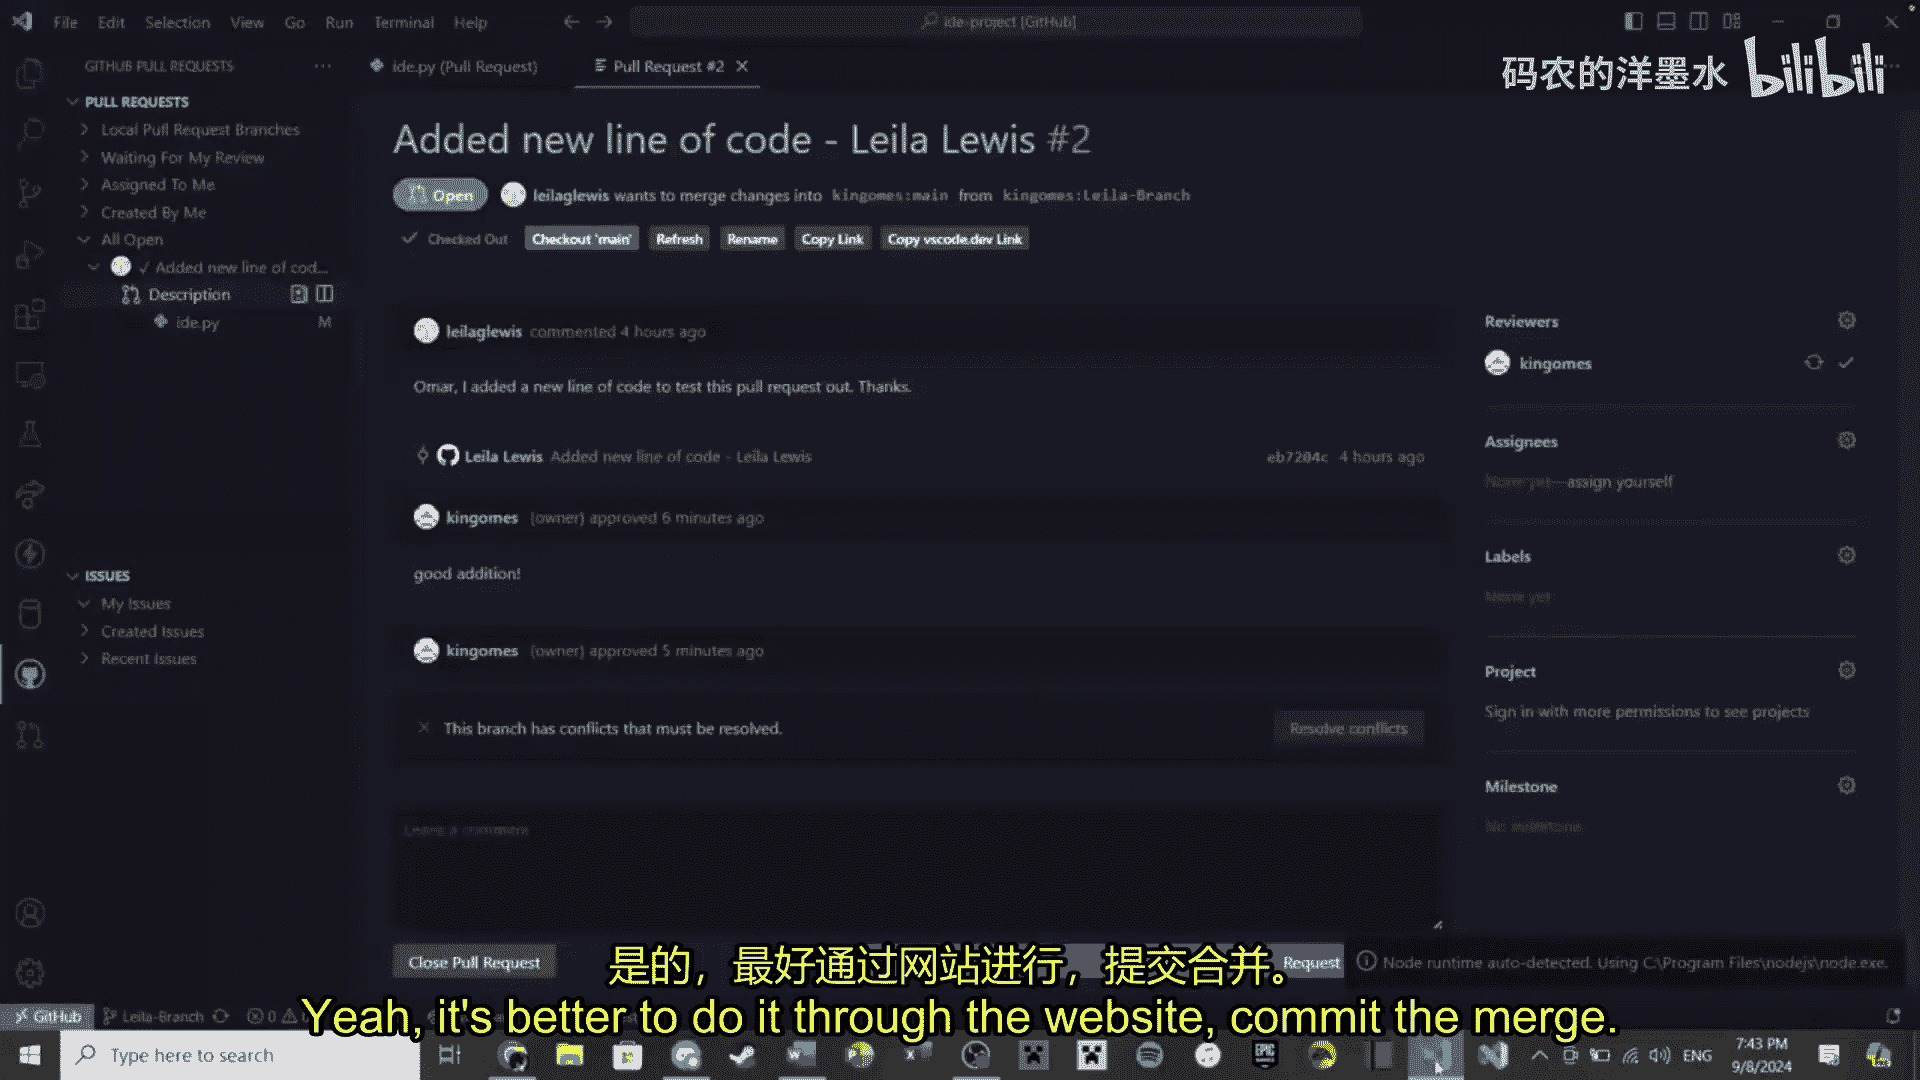 File Edit Selection View Go Run Terminal Help
ide-project [GitHub]
码农的洋墨水 bilibili
GITHUB PULL REQUESTS
ide.py (Pull Request)
Pull Request #2
PULL REQUESTS
Local Pull Request Branches
Waiting For My Review
Assigned To Me
Created By Me
All Open
✓ Added new line of cod...
Description
ide.py M
ISSUES
My Issues
Created Issues
Recent Issues
Added new line of code - Leila Lewis #2
Open
leilaglewis wants to merge changes into kingomes:main from kingomes:Leila-Branch
Checked Out
Checkout 'main'
Refresh
Rename
Copy Link
Copy vscode.dev Link
leilaglewis commented 4 hours ago
Omar, I added a new line of code to test this pull request out. Thanks.
Leila Lewis Added new line of code - Leila Lewis eb7204c 4 hours ago
kingomes (owner) approved 6 minutes ago
good addition!
kingomes (owner) approved 5 minutes ago
This branch has conflicts that must be resolved.
Resolve conflicts
Leave a comment
Close Pull Request
Request
Reviewers
kingomes
Assignees
None yet—assign yourself
Labels
None yet
Project
Sign in with more permissions to see projects
Milestone
No milestone
Node runtime auto-detected. Using C:\Program Files\nodejs\node.exe.
是的，最好通过网站进行，提交合并。
Yeah, it's better to do it through the website, commit the merge.
GitHub
Leila-Branch
0
Type here to search
EPIC
ENG
7:43 PM
9/8/2024